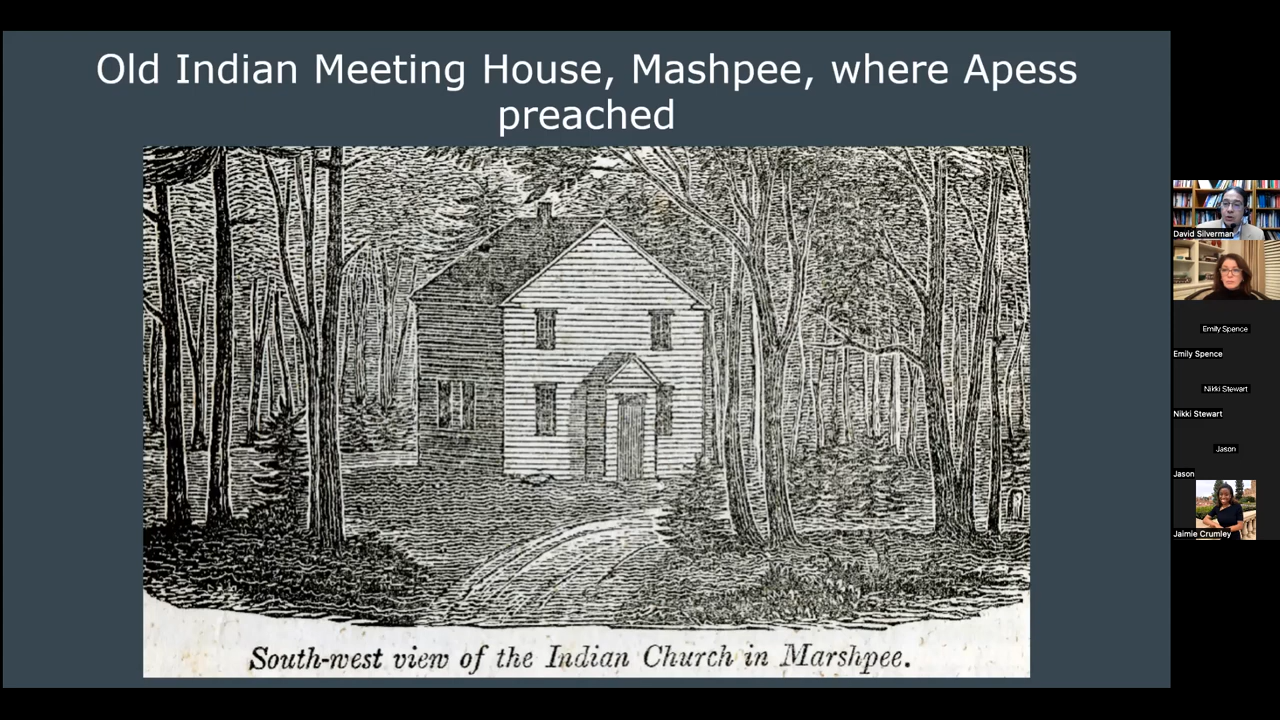 Old Indian Meeting House, Mashpee, where Apess
preached
South-west view of the Indian Church in Marshpee.
David Silverman
Emily Spence
Emily Spence
Nikki Stewart
Nikki Stewart
Jason
Jason
Jaimie Crumley